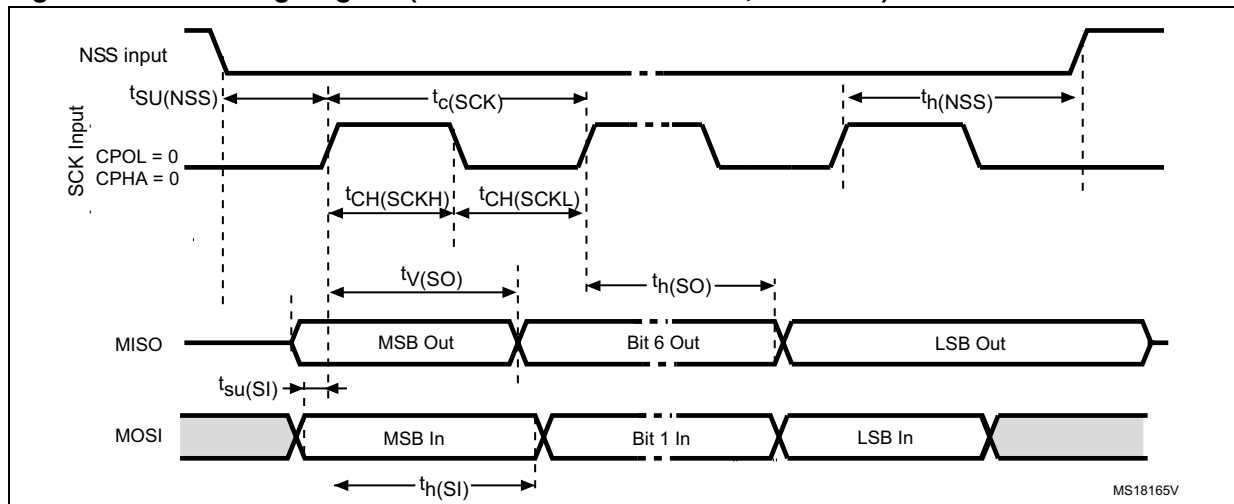 NSS input
tSU(NSS)
tc(SCK)
th(NSS)
SCK Input
CPOL = 0
CPHA = 0
tCH(SCKH)
tCH(SCKL)
tV(SO)
th(SO)
MISO
MSB Out
Bit 6 Out
LSB Out
tsu(SI)
MOSI
MSB In
Bit 1 In
LSB In
th(SI)
MS18165V